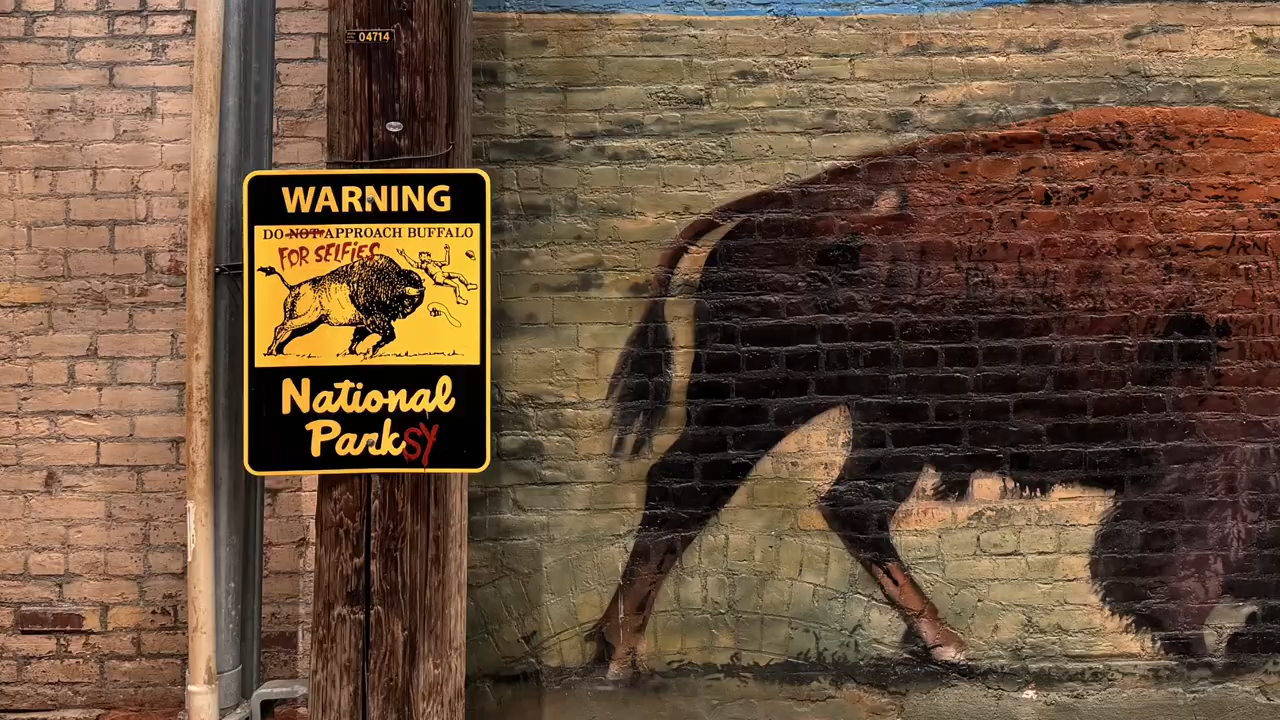 04714
WARNING
DO NOT APPROACH BUFFALO
FOR SELFIES
National
Parksy